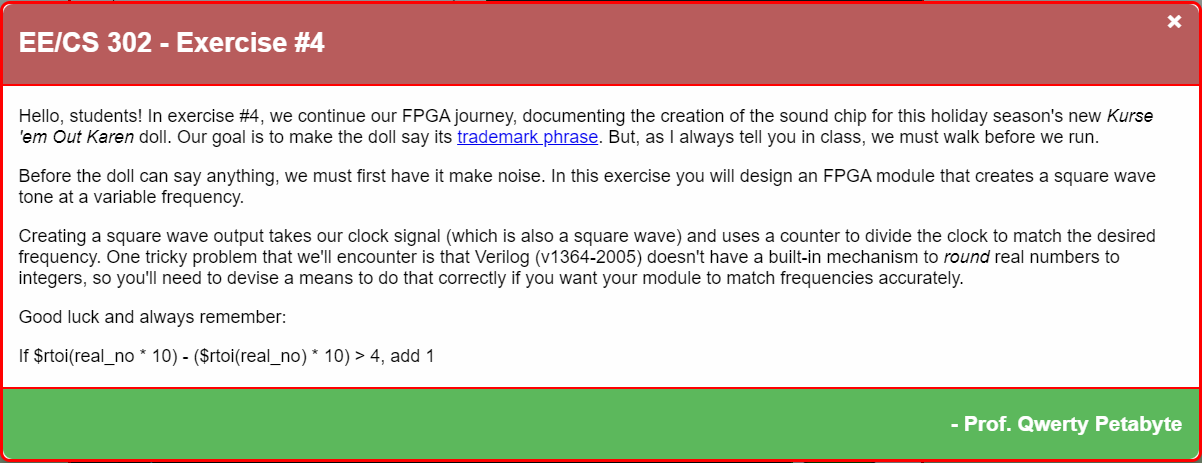 EE/CS 302 - Exercise #4
×
Hello, students! In exercise #4, we continue our FPGA journey, documenting the creation of the sound chip for this holiday season's new Kurse
'em Out Karen doll. Our goal is to make the doll say its trademark phrase. But, as I always tell you in class, we must walk before we run.
Before the doll can say anything, we must first have it make noise. In this exercise you will design an FPGA module that creates a square wave
tone at a variable frequency.
Creating a square wave output takes our clock signal (which is also a square wave) and uses a counter to divide the clock to match the desired
frequency. One tricky problem that we'll encounter is that Verilog (v1364-2005) doesn't have a built-in mechanism to round real numbers to
integers, so you'll need to devise a means to do that correctly if you want your module to match frequencies accurately.
Good luck and always remember:
If $rtoi(real_no * 10) - ($rtoi(real_no) * 10) > 4, add 1
- Prof. Qwerty Petabyte